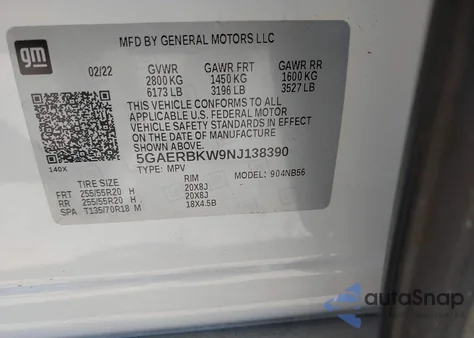 gm
MFD BY GENERAL MOTORS LLC
02/22 GVWR GAWR FRT GAWR RR
2800 KG 1450 KG 1600 KG
6173 LB 3196 LB 3527 LB
THIS VEHICLE CONFORMS TO ALL
APPLICABLE U.S. FEDERAL MOTOR
VEHICLE SAFETY STANDARDS IN EFFECT
ON THE DATE OF MANUFACTURE
SHOWN ABOVE.
5GAERBKW9NJ138390
140X TYPE: MPV MODEL: 904NB56
TIRE SIZE RIM
FRT 255/55R20 H 20X8J
RR 255/55R20 H 20X8J
SPA T135/70R18 M 18X4.5B
autoSnap